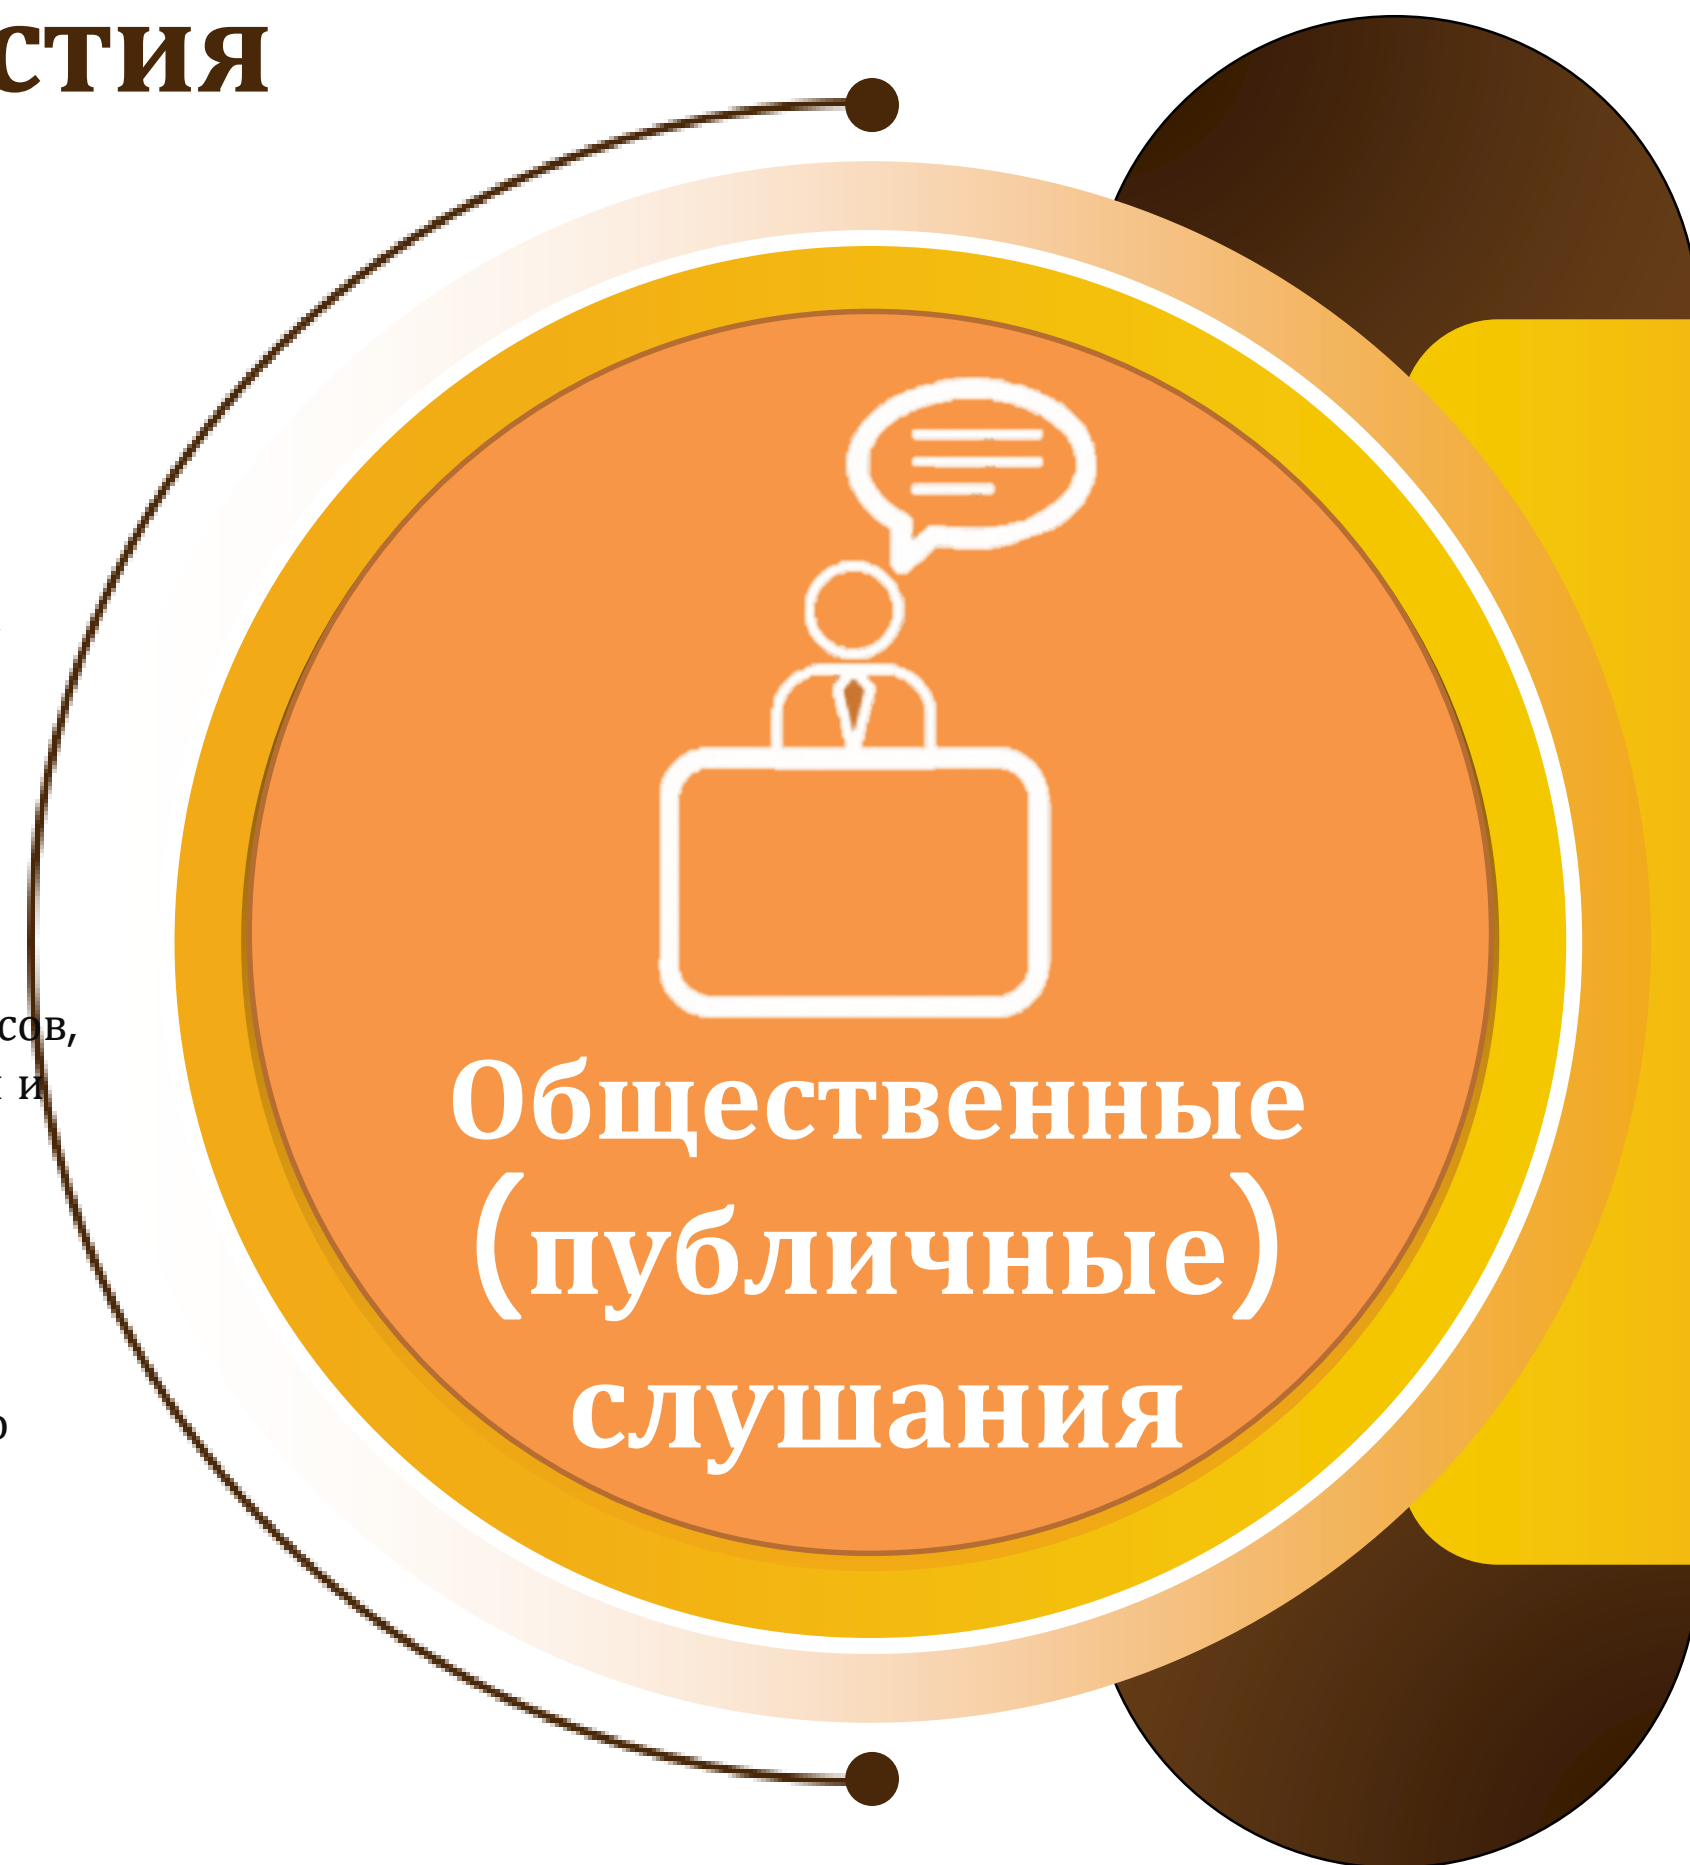 стия
сов,
и
Общественные
(публичные)
слушания